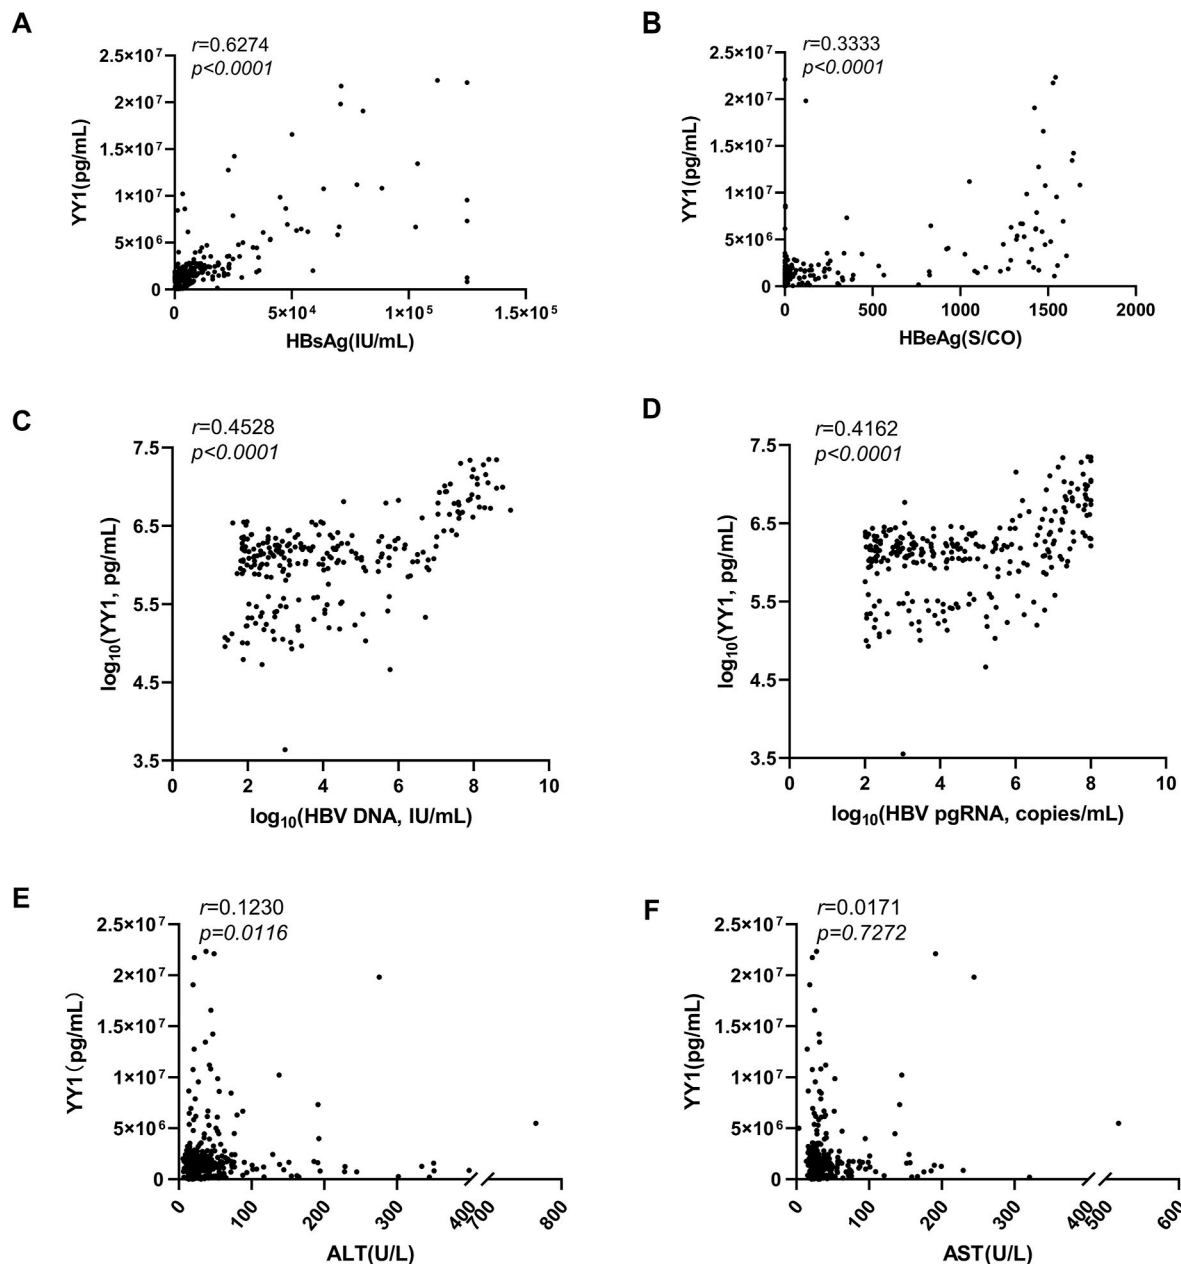 A
r=0.6274
p<0.0001
2.5×10⁷
2×10⁷
1.5×10⁷
1×10⁷
5×10⁶
0
YY1(pg/mL)
0
5×10⁴
1×10⁵
1.5×10⁵
HBsAg(IU/mL)
B
r=0.3333
p<0.0001
2.5×10⁷
2×10⁷
1.5×10⁷
1×10⁷
5×10⁶
0
YY1(pg/mL)
0
500
1000
1500
2000
HBeAg(S/CO)
C
r=0.4528
p<0.0001
7.5
6.5
5.5
4.5
3.5
log₁₀(YY1, pg/mL)
0
2
4
6
8
10
log₁₀(HBV DNA, IU/mL)
D
r=0.4162
p<0.0001
7.5
6.5
5.5
4.5
3.5
log₁₀(YY1, pg/mL)
0
2
4
6
8
10
log₁₀(HBV pgRNA, copies/mL)
E
r=0.1230
p=0.0116
2.5×10⁷
2×10⁷
1.5×10⁷
1×10⁷
5×10⁶
0
YY1（pg/mL）
0
100
200
300
400
700
800
ALT(U/L)
F
r=0.0171
p=0.7272
2.5×10⁷
2×10⁷
1.5×10⁷
1×10⁷
5×10⁶
0
YY1(pg/mL)
0
100
200
300
400
500
600
AST(U/L)